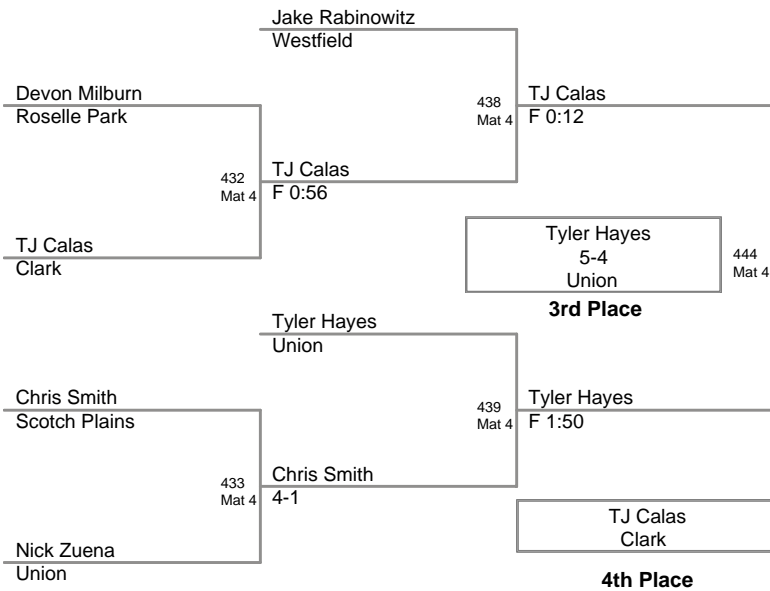 Jake Rabinowitz
Westfield
Devon Milburn
Roselle Park
438
Mat 4
TJ Calas
F 0:12
432
Mat 4
TJ Calas
F 0:56
TJ Calas
Clark
Tyler Hayes
5-4
Union
444
Mat 4
3rd Place
Tyler Hayes
Union
Chris Smith
Scotch Plains
439
Mat 4
Tyler Hayes
F 1:50
433
Mat 4
Chris Smith
4-1
TJ Calas
Clark
Nick Zuena
Union
4th Place